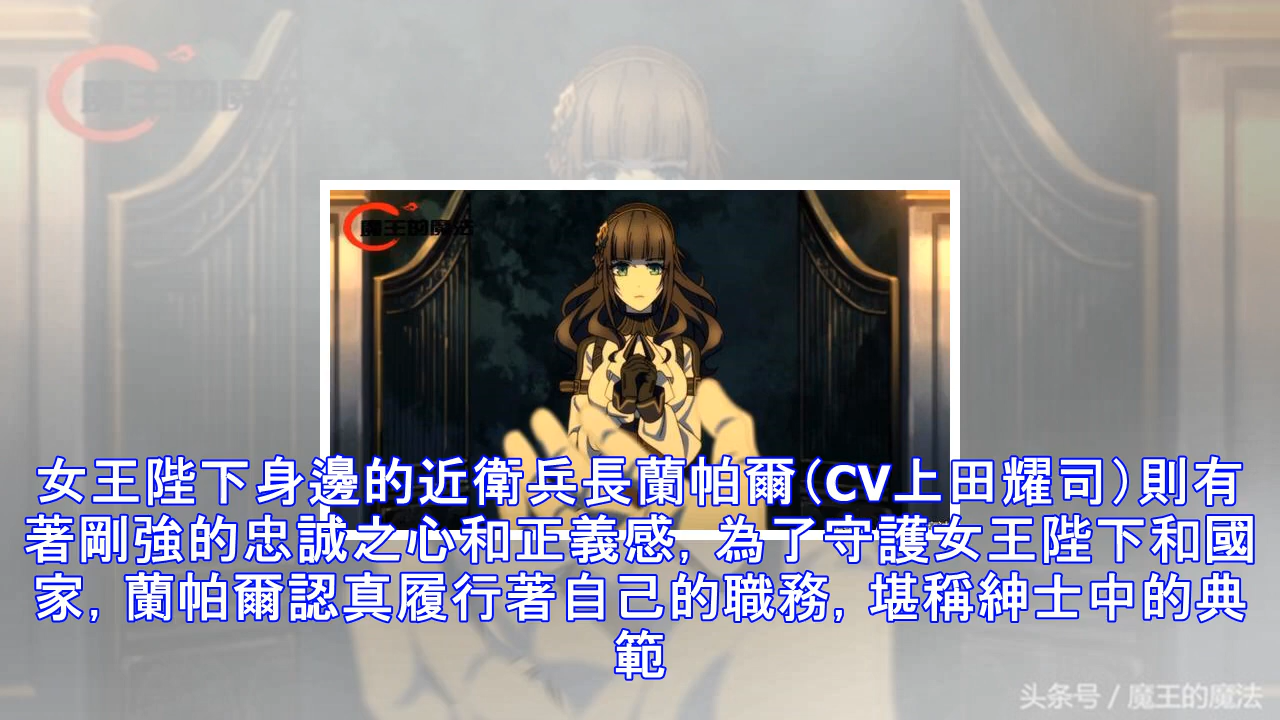 魔王的魔法
魔王的魔法
女王陛下身邊的近衛兵長蘭帕爾(CV上田耀司)則有
著剛強的忠誠之心和正義感,為了守護女王陛下和國
家,蘭帕爾認真履行著自己的職務,堪稱紳士中的典
範
头条号 / 魔王的魔法